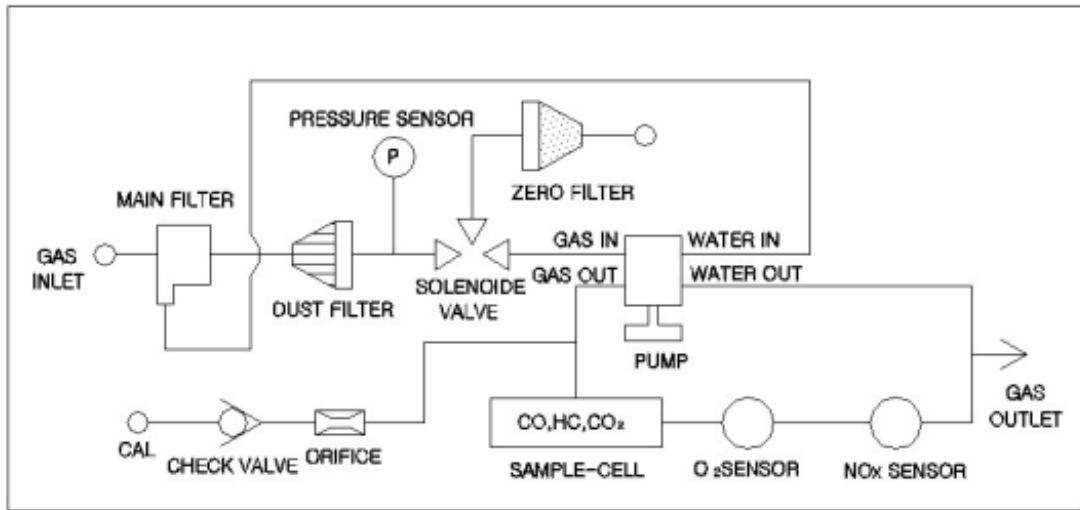 PRESSURE SENSOR
P
ZERO FILTER
MAIN FILTER
GAS
INLET
DUST FILTER
SOLENOIDE
VALVE
GAS IN
WATER IN
GAS OUT
WATER OUT
PUMP
GAS
OUTLET
CAL
CHECK VALVE
ORIFICE
CO,HC,CO₂
SAMPLE-CELL
O₂SENSOR
NOx SENSOR